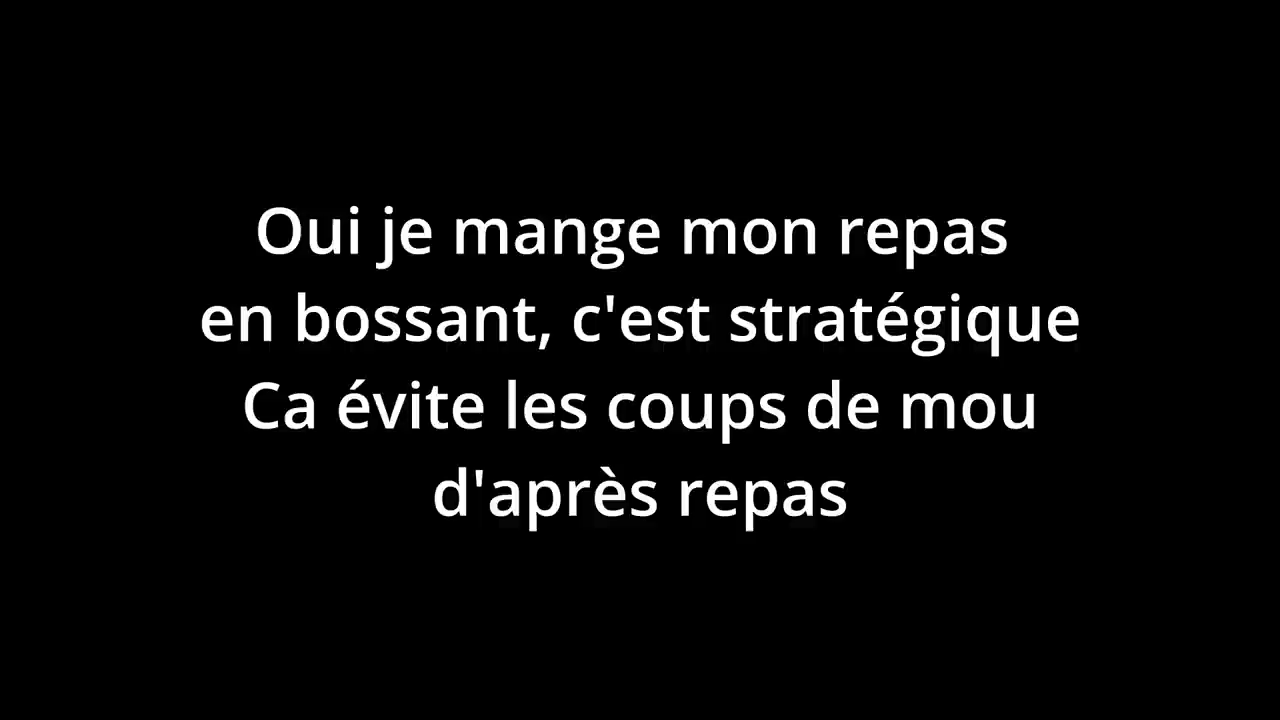 Oui je mange mon repas
en bossant, c'est stratégique
Ca évite les coups de mou
d'après repas